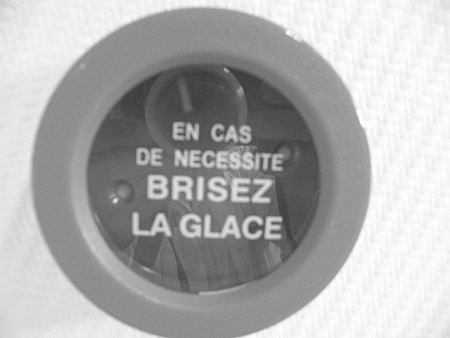 EN CAS
DE NECESSITE
BRISEZ
LA GLACE